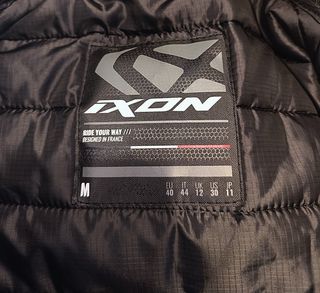 iXON
RIDE YOUR WAY ///
DESIGNED IN FRANCE
M
EU IT UK US JP
40 44 12 30 11